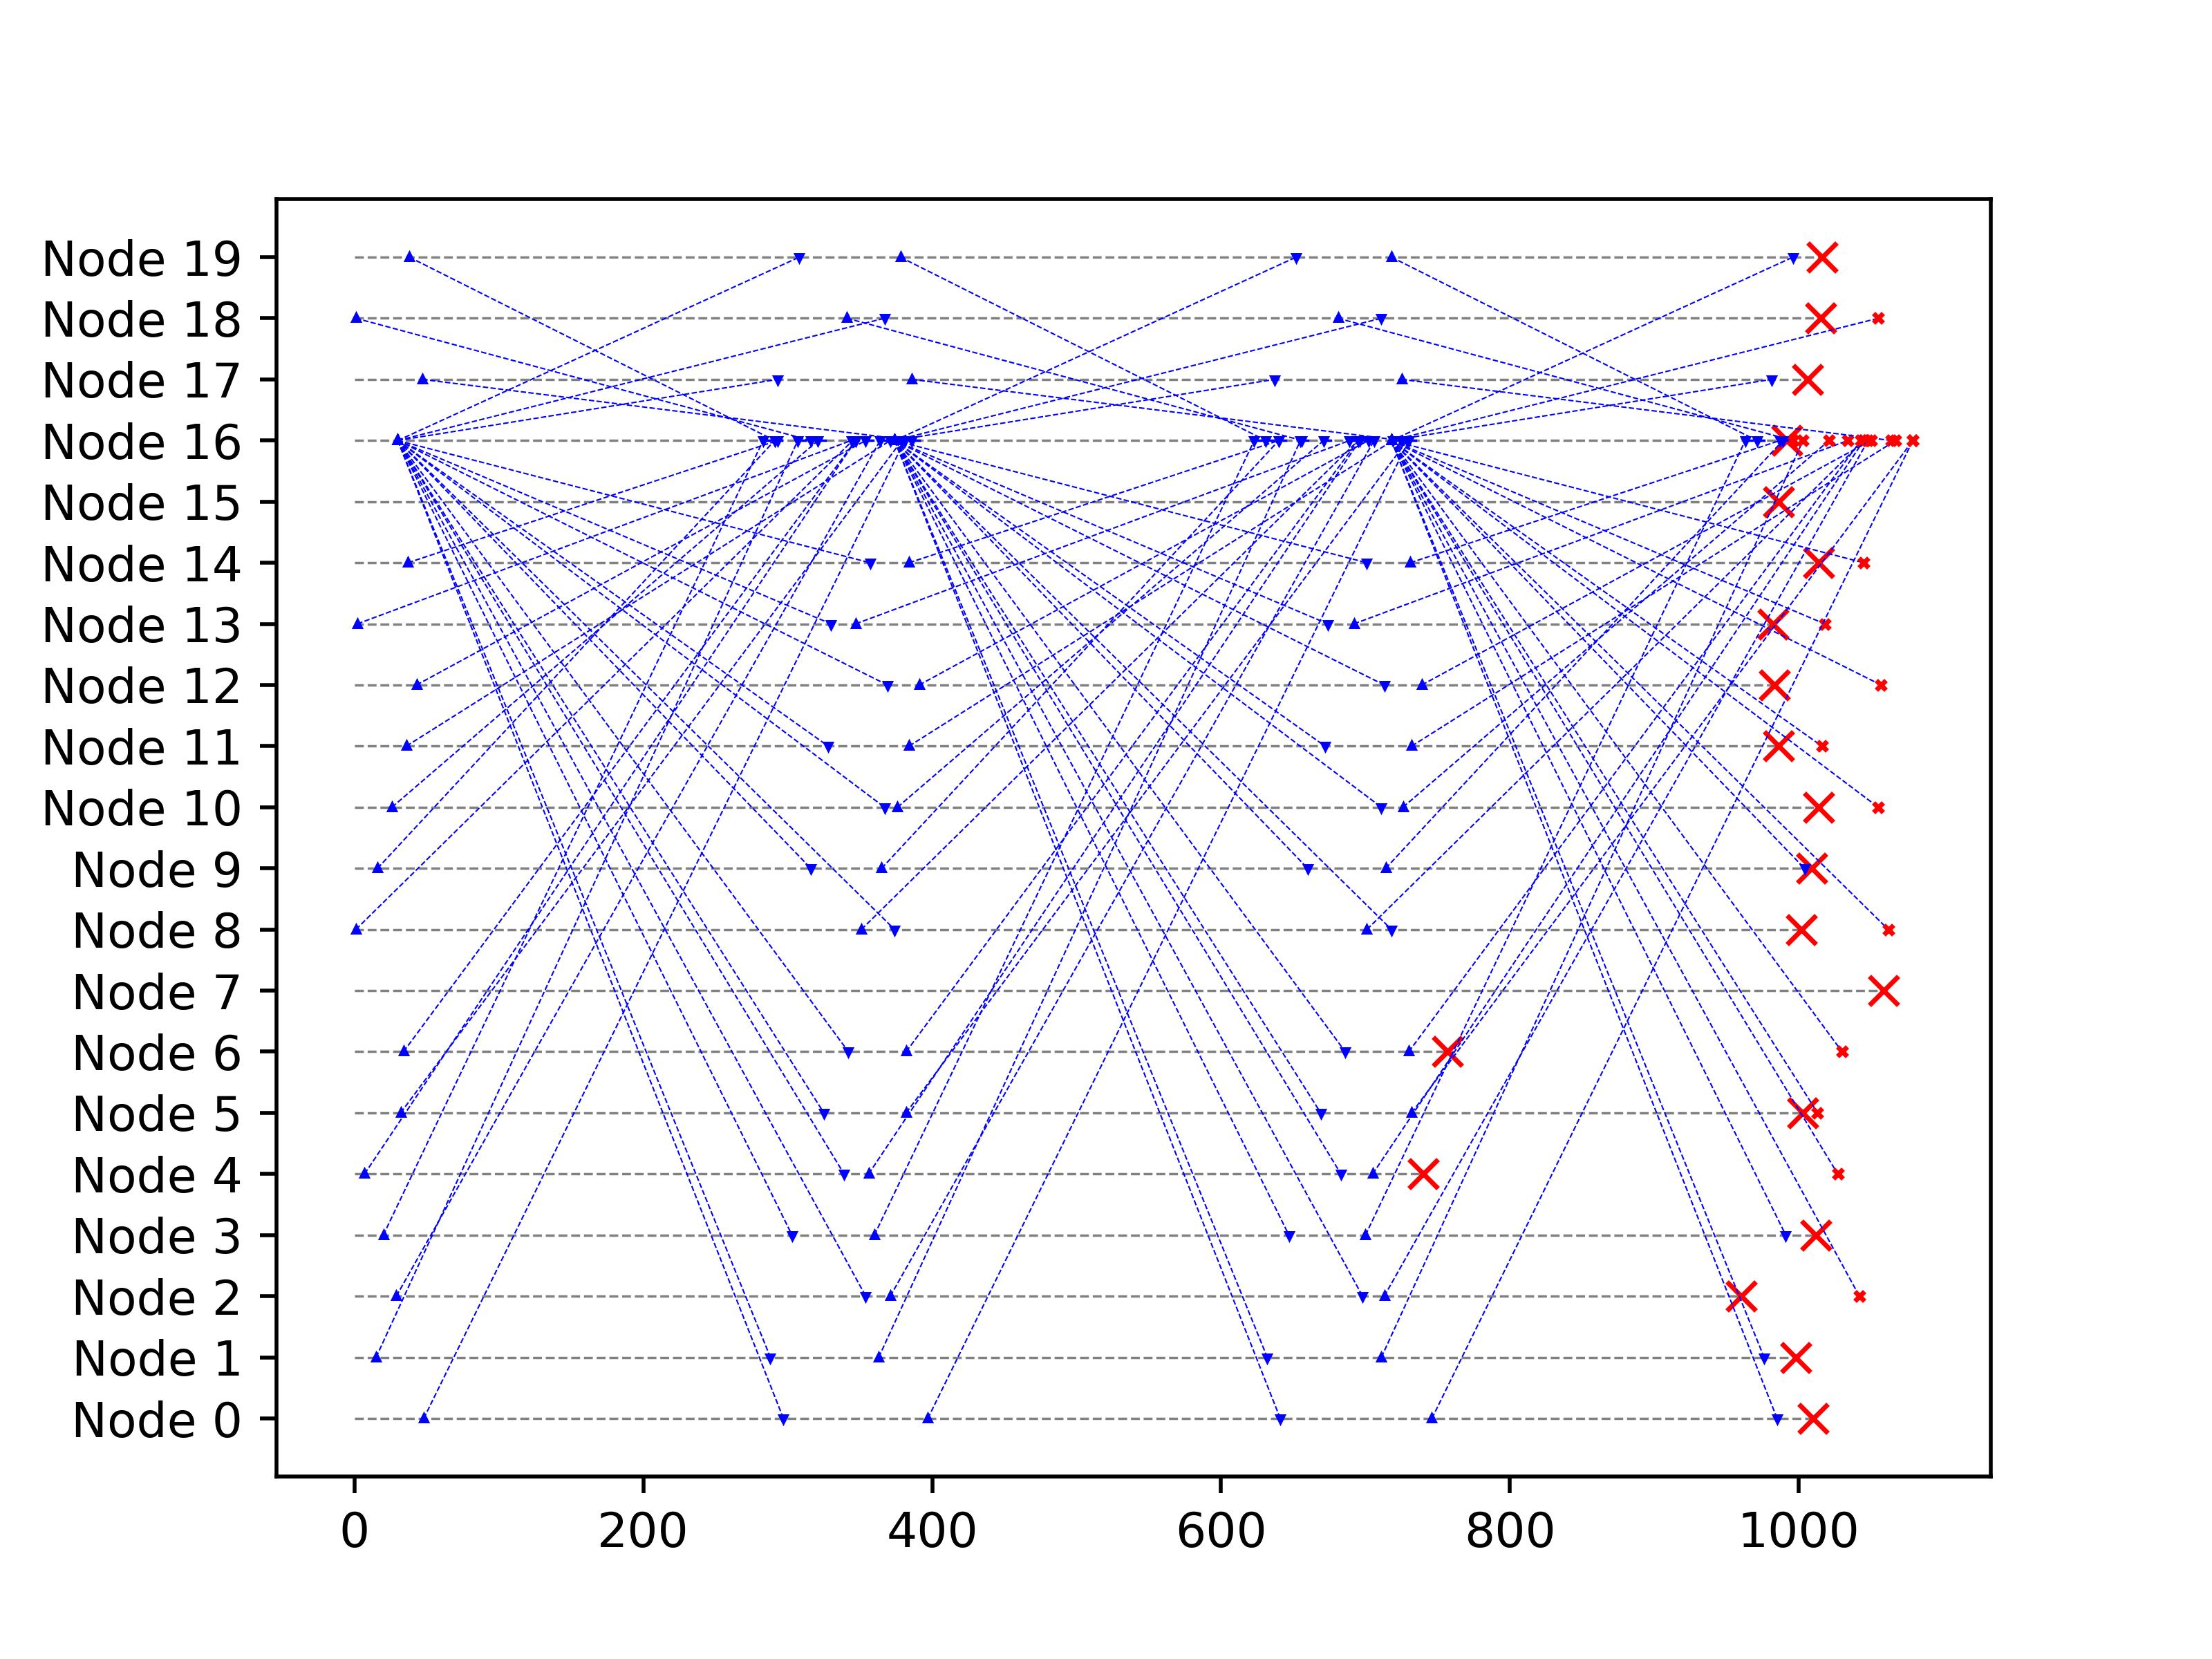 Node 19
Node 18
Node 17
Node 16
Node 15
Node 14
Node 13
Node 12
Node 11
Node 10
Node 9
Node 8
Node 7
Node 6
Node 5
Node 4
Node 3
Node 2
Node 1
Node 0
0 200 400 600 800 1000